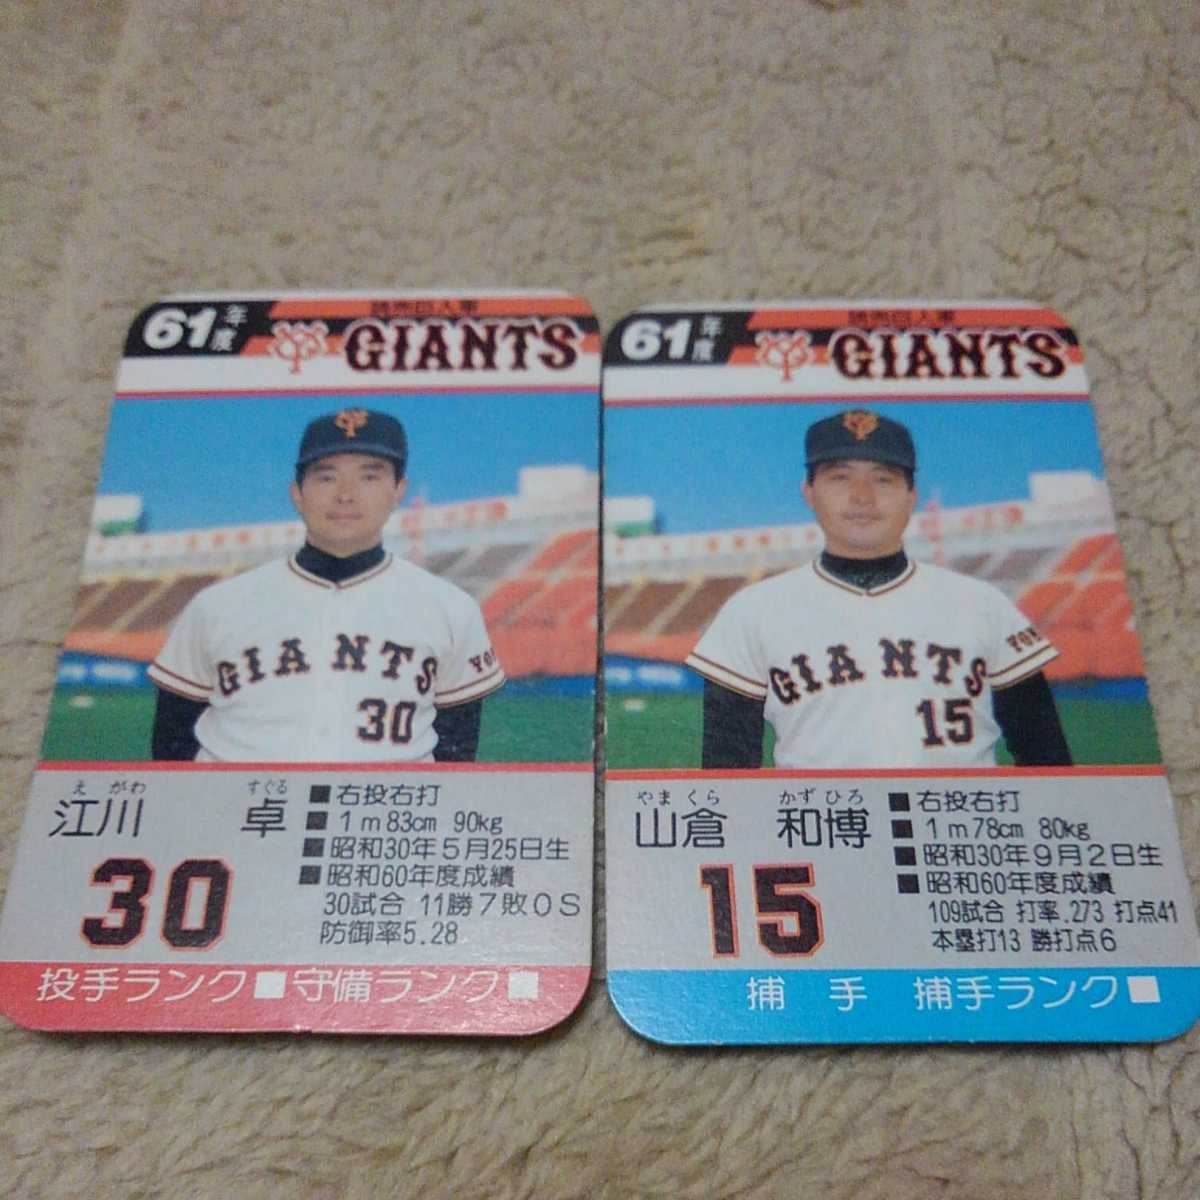 61年度
読売巨人軍
GIANTS
GIANTS
30
えがわ すぐる
江川 卓
30
■右投右打
■1m83cm 90kg
■昭和30年5月25日生
■昭和60年度成績
30試合 11勝7敗0S
防御率5.28
投手ランク■守備ランク■
61年度
読売巨人軍
GIANTS
GIANTS
15
やまくら かずひろ
山倉 和博
15
■右投右打
■1m78cm 80kg
■昭和30年9月2日生
■昭和60年度成績
109試合 打率.273 打点41
本塁打13 勝打点6
捕手 捕手ランク■